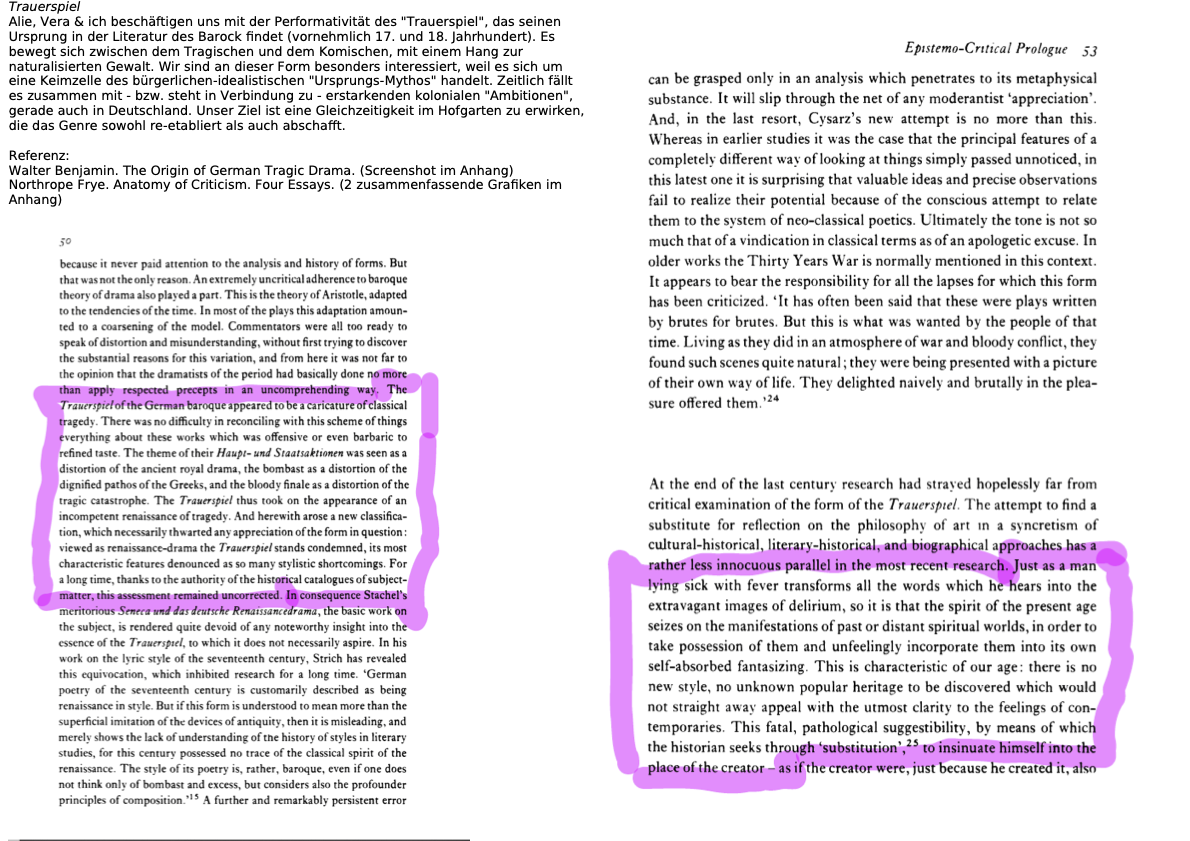 Trauerspiel
Alie, Vera & ich beschäftigen uns mit der Performativität des "Trauerspiel", das seinen
Ursprung in der Literatur des Barock findet (vornehmlich 17. und 18. Jahrhundert). Es
bewegt sich zwischen dem Tragischen und dem Komischen, mit einem Hang zur
naturalisierten Gewalt. Wir sind an dieser Form besonders interessiert, weil es sich um
eine Keimzelle des bürgerlichen-idealistischen "Ursprungs-Mythos" handelt. Zeitlich fällt
es zusammen mit - bzw. steht in Verbindung zu - erstarkenden kolonialen "Ambitionen",
gerade auch in Deutschland. Unser Ziel ist eine Gleichzeitigkeit im Hofgarten zu erwirken,
die das Genre sowohl re-etabliert als auch abschafft.
Referenz:
Walter Benjamin. The Origin of German Tragic Drama. (Screenshot im Anhang)
Northrope Frye. Anatomy of Criticism. Four Essays. (2 zusammenfassende Grafiken im
Anhang)
50
because it never paid attention to the analysis and history of forms. But
that was not the only reason. An extremely uncritical adherence to baroque
theory of drama also played a part. This is the theory of Aristotle, adapted
to the tendencies of the time. In most of the plays this adaptation amoun-
ted to a coarsening of the model. Commentators were all too ready to
speak of distortion and misunderstanding, without first trying to discover
the substantial reasons for this variation, and from here it was not far to
the opinion that the dramatists of the period had basically done no more
than apply respected precepts in an uncomprehending way. The
Trauerspiel of the German baroque appeared to be a caricature of classical
tragedy. There was no difficulty in reconciling with this scheme of things
everything about these works which was offensive or even barbaric to
refined taste. The theme of their Haupt- und Staatsaktionen was seen as a
distortion of the ancient royal drama, the bombast as a distortion of the
dignified pathos of the Greeks, and the bloody finale as a distortion of the
tragic catastrophe. The Trauerspiel thus took on the appearance of an
incompetent renaissance of tragedy. And herewith arose a new classifica-
tion, which necessarily thwarted any appreciation of the form in question:
viewed as renaissance-drama the Trauerspiel stands condemned, its most
characteristic features denounced as so many stylistic shortcomings. For
a long time, thanks to the authority of the historical catalogues of subject-
matter, this assessment remained uncorrected. In consequence Stachel's
meritorious Seneca und das deutsche Renaissancedrama, the basic work on
the subject, is rendered quite devoid of any noteworthy insight into the
essence of the Trauerspiel, to which it does not necessarily aspire. In his
work on the lyric style of the seventeenth century, Strich has revealed
this equivocation, which inhibited research for a long time. 'German
poetry of the seventeenth century is customarily described as being
renaissance in style. But if this form is understood to mean more than the
superficial imitation of the devices of antiquity, then it is misleading, and
merely shows the lack of understanding of the history of styles in literary
studies, for this century possessed no trace of the classical spirit of the
renaissance. The style of its poetry is, rather, baroque, even if one does
not think only of bombast and excess, but considers also the profounder
principles of composition.'15 A further and remarkably persistent error
Epistemo-Critical Prologue 53
can be grasped only in an analysis which penetrates to its metaphysical
substance. It will slip through the net of any moderantist 'appreciation'.
And, in the last resort, Cysarz's new attempt is no more than this.
Whereas in earlier studies it was the case that the principal features of a
completely different way of looking at things simply passed unnoticed, in
this latest one it is surprising that valuable ideas and precise observations
fail to realize their potential because of the conscious attempt to relate
them to the system of neo-classical poetics. Ultimately the tone is not so
much that of a vindication in classical terms as of an apologetic excuse. In
older works the Thirty Years War is normally mentioned in this context.
It appears to bear the responsibility for all the lapses for which this form
has been criticized. 'It has often been said that these were plays written
by brutes for brutes. But this is what was wanted by the people of that
time. Living as they did in an atmosphere of war and bloody conflict, they
found such scenes quite natural; they were being presented with a picture
of their own way of life. They delighted naively and brutally in the plea-
sure offered them.'24
At the end of the last century research had strayed hopelessly far from
critical examination of the form of the Trauerspiel. The attempt to find a
substitute for reflection on the philosophy of art in a syncretism of
cultural-historical, literary-historical, and biographical approaches has a
rather less innocuous parallel in the most recent research. Just as a man
lying sick with fever transforms all the words which he hears into the
extravagant images of delirium, so it is that the spirit of the present age
seizes on the manifestations of past or distant spiritual worlds, in order to
take possession of them and unfeelingly incorporate them into its own
self-absorbed fantasizing. This is characteristic of our age: there is no
new style, no unknown popular heritage to be discovered which would
not straight away appeal with the utmost clarity to the feelings of con-
temporaries. This fatal, pathological suggestibility, by means of which
the historian seeks through 'substitution',25 to insinuate himself into the
place of the creator – as if the creator were, just because he created it, also